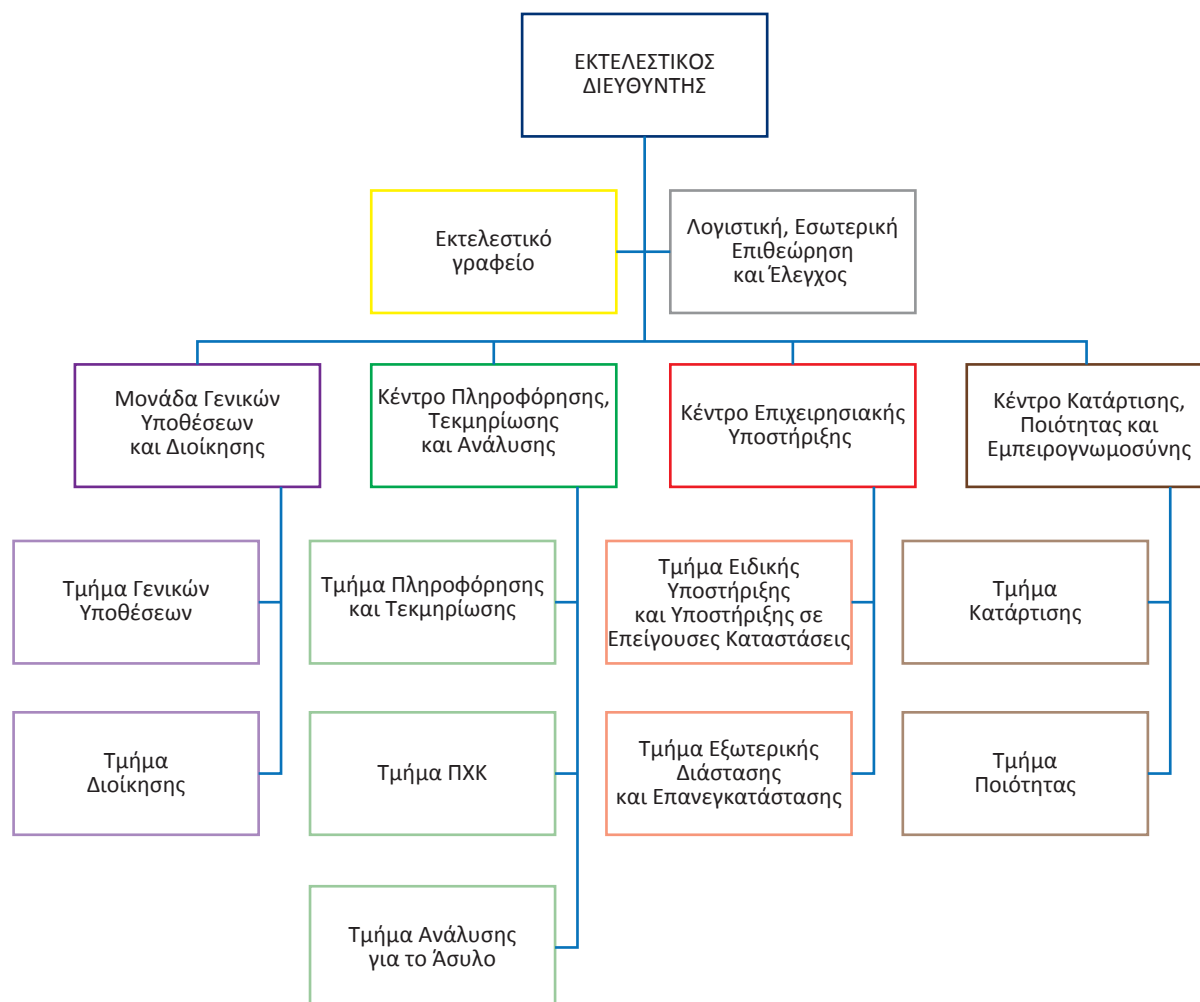 ΕΚΤΕΛΕΣΤΙΚΟΣ
ΔΙΕΥΘΥΝΤΗΣ
Εκτελεστικό
γραφείο
Λογιστική, Εσωτερική
Επιθεώρηση
και Έλεγχος
Μονάδα Γενικών
Υποθέσεων
και Διοίκησης
Κέντρο Πληροφόρησης,
Τεκμηρίωσης
και Ανάλυσης
Κέντρο Επιχειρησιακής
Υποστήριξης
Κέντρο Κατάρτισης,
Ποιότητας και
Εμπειρογνωμοσύνης
Τμήμα Γενικών
Υποθέσεων
Τμήμα Πληροφόρησης
και Τεκμηρίωσης
Τμήμα Ειδικής
Υποστήριξης
και Υποστήριξης σε
Επείγουσες Καταστάσεις
Τμήμα
Κατάρτισης
Τμήμα
Διοίκησης
Τμήμα ΠΧΚ
Τμήμα Εξωτερικής
Διάστασης
και Επανεγκατάστασης
Τμήμα
Ποιότητας
Τμήμα Ανάλυσης
για το Άσυλο